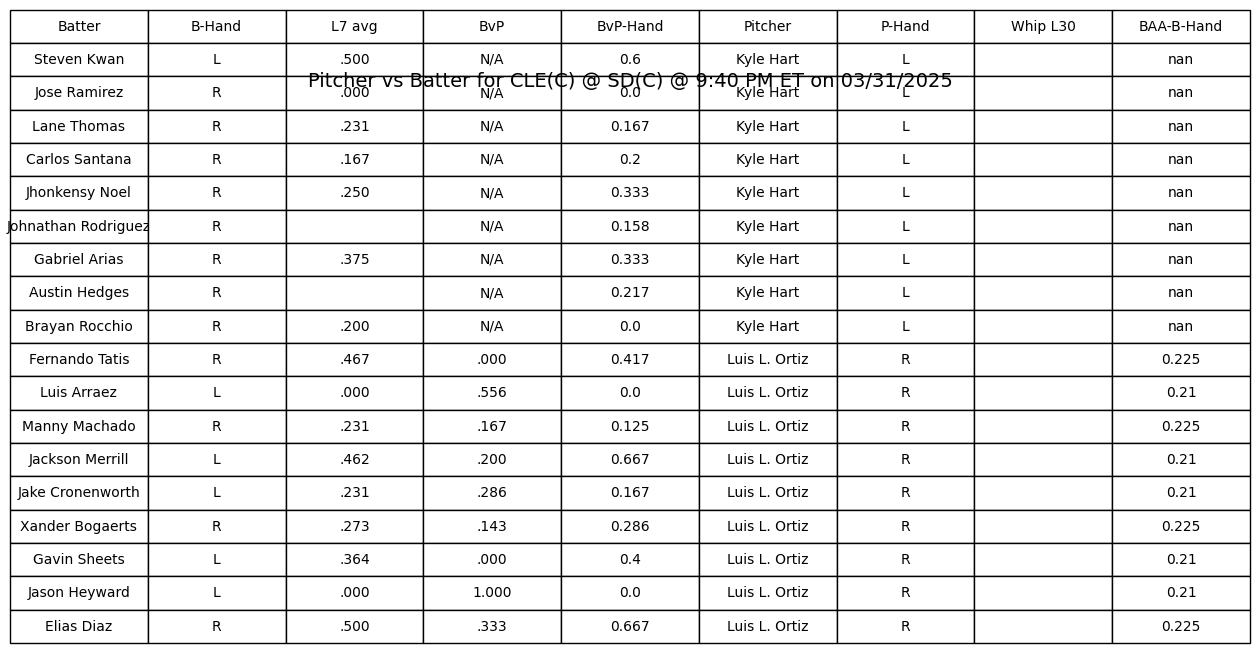 Batter B-Hand L7 avg BvP BvP-Hand Pitcher P-Hand Whip L30 BAA-B-Hand
Steven Kwan L .500 N/A 0.6 Kyle Hart L nan
Pitcher vs Batter for CLE(C) @ SD(C) @ 9:40 PM ET on 03/31/2025
Jose Ramirez R .000 N/A 0.0 Kyle Hart L nan
Lane Thomas R .231 N/A 0.167 Kyle Hart L nan
Carlos Santana R .167 N/A 0.2 Kyle Hart L nan
Jhonkensy Noel R .250 N/A 0.333 Kyle Hart L nan
Johnathan Rodriguez R N/A 0.158 Kyle Hart L nan
Gabriel Arias R .375 N/A 0.333 Kyle Hart L nan
Austin Hedges R N/A 0.217 Kyle Hart L nan
Brayan Rocchio R .200 N/A 0.0 Kyle Hart L nan
Fernando Tatis R .467 .000 0.417 Luis L. Ortiz R 0.225
Luis Arraez L .000 .556 0.0 Luis L. Ortiz R 0.21
Manny Machado R .231 .167 0.125 Luis L. Ortiz R 0.225
Jackson Merrill L .462 .200 0.667 Luis L. Ortiz R 0.21
Jake Cronenworth L .231 .286 0.167 Luis L. Ortiz R 0.21
Xander Bogaerts R .273 .143 0.286 Luis L. Ortiz R 0.225
Gavin Sheets L .364 .000 0.4 Luis L. Ortiz R 0.21
Jason Heyward L .000 1.000 0.0 Luis L. Ortiz R 0.21
Elias Diaz R .500 .333 0.667 Luis L. Ortiz R 0.225